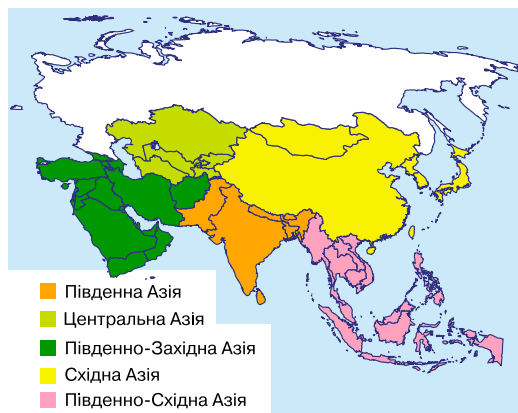 Південна Азія
Центральна Азія
Південно-Західна Азія
Східна Азія
Південно-Східна Азія